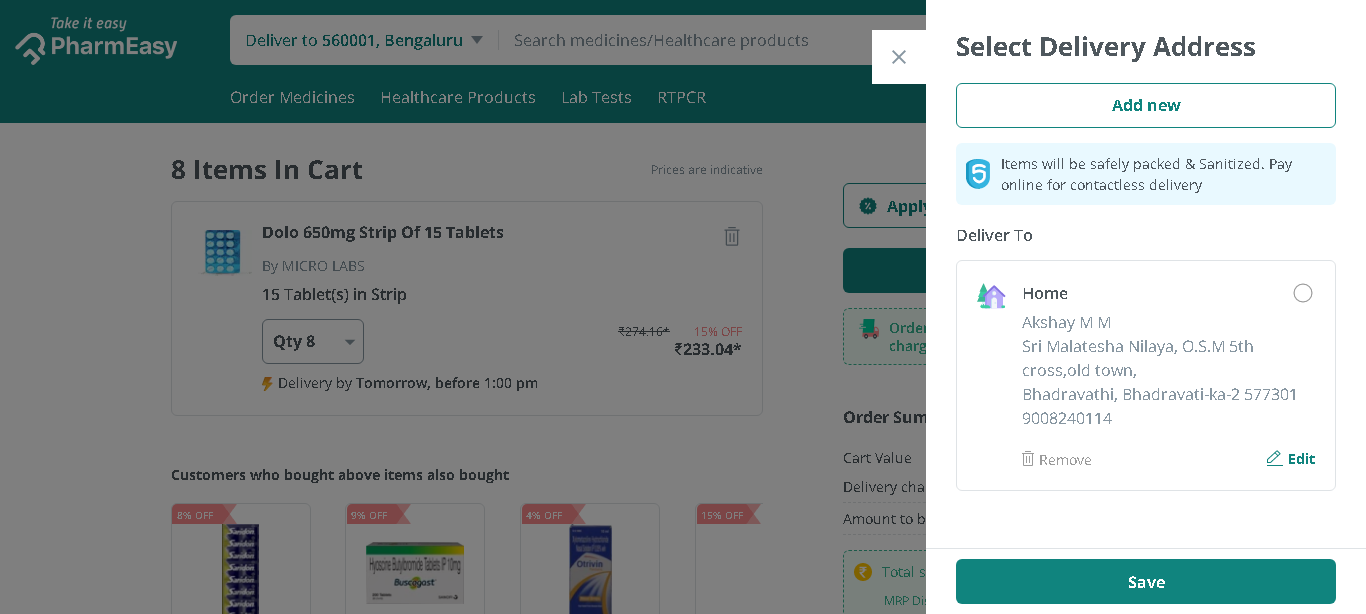 Take it easy
PharmEasy
Deliver to 560001, Bengaluru
Search medicines/Healthcare products
Order Medicines
Healthcare Products
Lab Tests
RTPCR
8 Items In Cart
Prices are indicative
Dolo 650mg Strip Of 15 Tablets
By MICRO LABS
15 Tablet(s) in Strip
Qty 8
₹274.16*
15% OFF
₹233.04*
Delivery by Tomorrow, before 1:00 pm
Customers who bought above items also bought
8% OFF
9% OFF
4% OFF
15% OFF
Saridon
Saridon
Saridon
Hyoscine Butylbromide Tablets IP 10mg
Buscogast
Otrivin
Apply
Order
charg
Order Sum
Cart Value
Delivery cha
Amount to b
Total s
MRP Dis
Select Delivery Address
Add new
Items will be safely packed & Sanitized. Pay
online for contactless delivery
Deliver To
Home
Akshay M M
Sri Malatesha Nilaya, O.S.M 5th
cross,old town,
Bhadravathi, Bhadravati-ka-2 577301
9008240114
Remove
Edit
Save